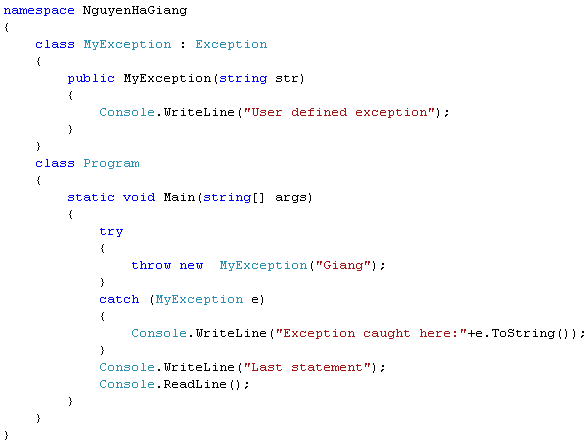 namespace NguyenHaGiang
{
    class MyException : Exception
    {
        public MyException(string str)
        {
            Console.WriteLine("User defined exception");
        }
    }
    class Program
    {
        static void Main(string[] args)
        {
            try
            {
                throw new  MyException("Giang");
            }
            catch (MyException e)
            {
                Console.WriteLine("Exception caught here:"+e.ToString());
            }
            Console.WriteLine("Last statement");
            Console.ReadLine();
        }
    }
}